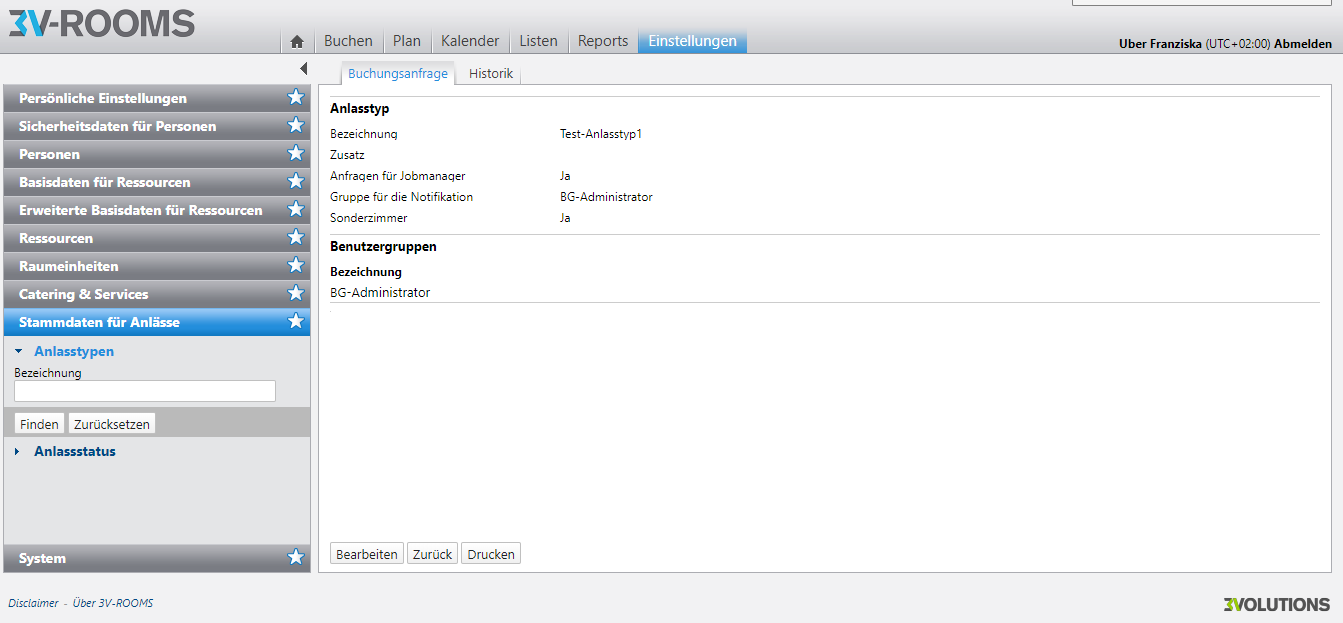 3V-ROOMS
Buchen Plan Kalender Listen Reports Einstellungen
Uber Franziska (UTC+02:00) Abmelden
Buchungsanfrage Historik
Persönliche Einstellungen
Sicherheitsdaten für Personen
Personen
Basisdaten für Ressourcen
Erweiterte Basisdaten für Ressourcen
Ressourcen
Raumeinheiten
Catering & Services
Stammdaten für Anlässe
Anlasstypen
Bezeichnung
Finden Zurücksetzen
Anlassstatus
System
Anlasstyp
Bezeichnung Test-Anlasstyp1
Zusatz
Anfragen für Jobmanager Ja
Gruppe für die Notifikation BG-Administrator
Sonderzimmer Ja
Benutzergruppen
Bezeichnung
BG-Administrator
Bearbeiten Zurück Drucken
Disclaimer - Über 3V-ROOMS
3VOLUTIONS